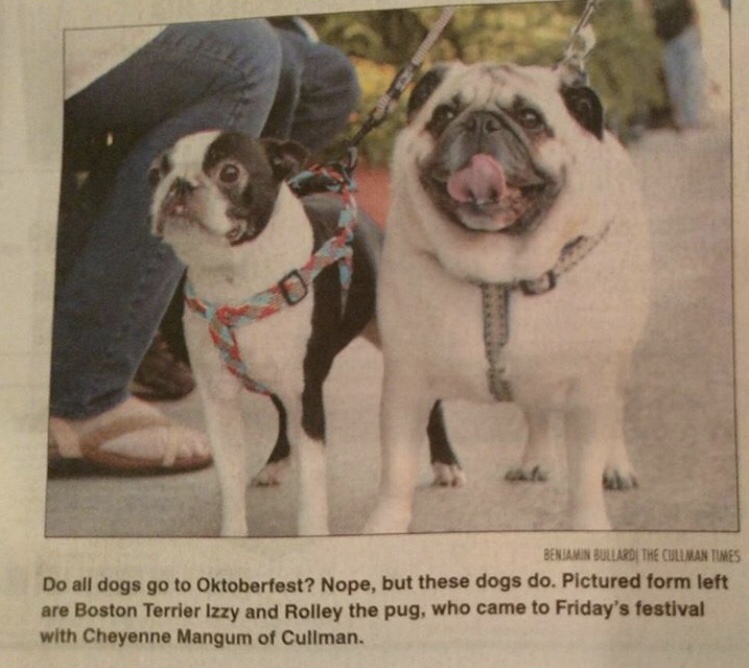 BENJAMIN BULLARD| THE CULLMAN TIMES
Do all dogs go to Oktoberfest? Nope, but these dogs do. Pictured form left
are Boston Terrier Izzy and Rolley the pug, who came to Friday's festival
with Cheyenne Mangum of Cullman.